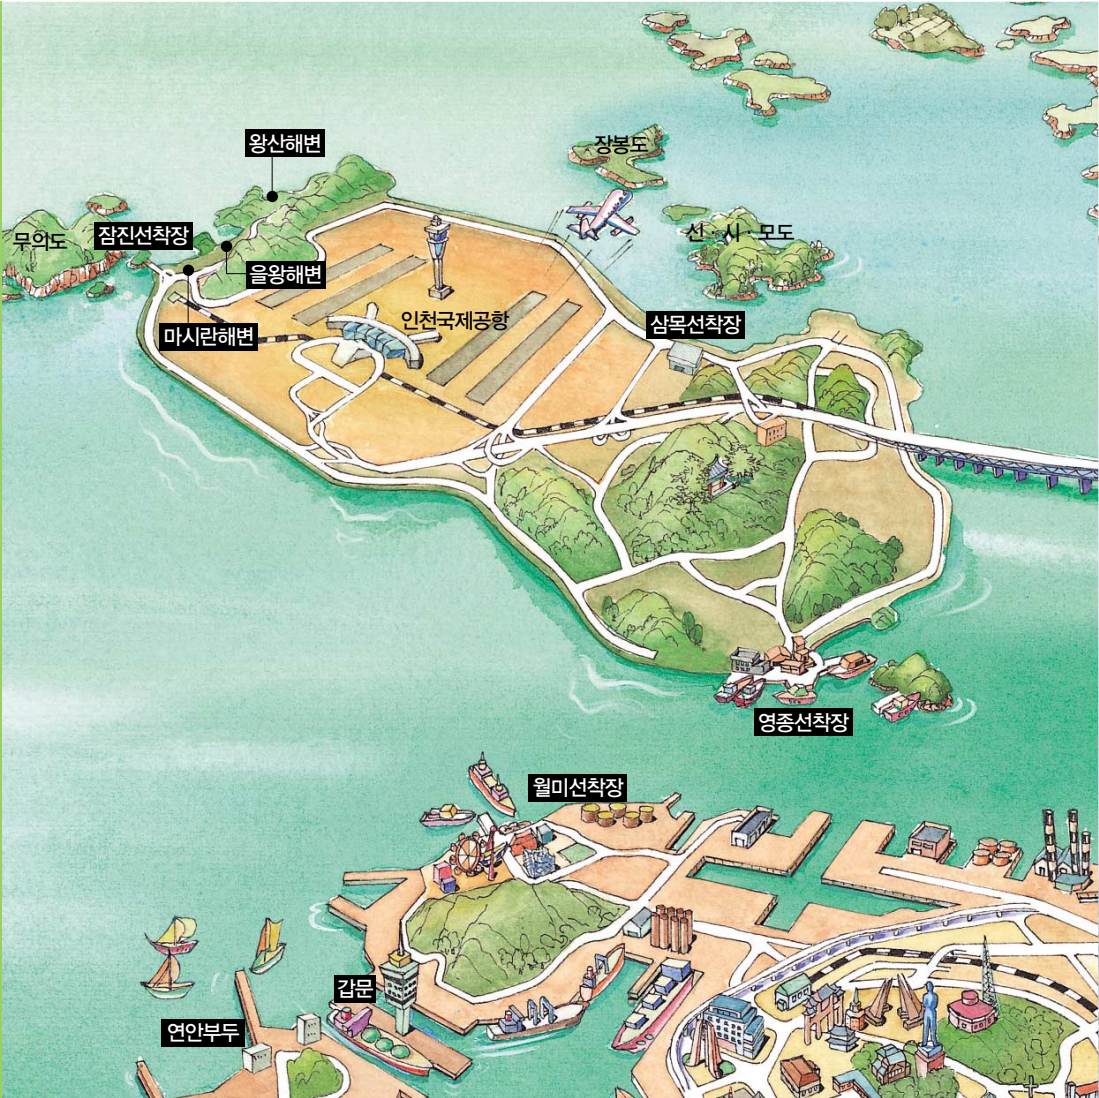 왕산해변
장봉도
무의도
잠진선착장
신 · 시 · 모도
을왕해변
인천국제공항
삼목선착장
마시란해변
영종선착장
월미선착장
갑문
연안부두